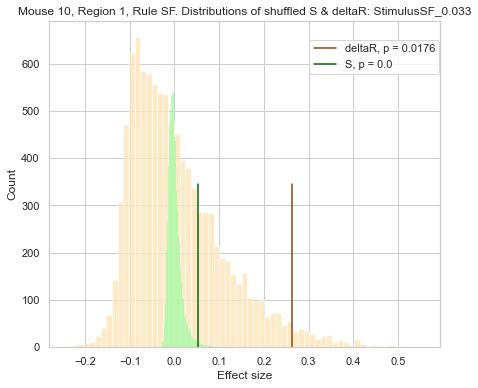 Mouse 10, Region 1, Rule SF. Distributions of shuffled S & deltaR: StimulusSF_0.033
deltaR, p = 0.0176
S, p = 0.0
Count
600
500
400
300
200
100
0
−0.2 −0.1 0.0 0.1 0.2 0.3 0.4 0.5
Effect size